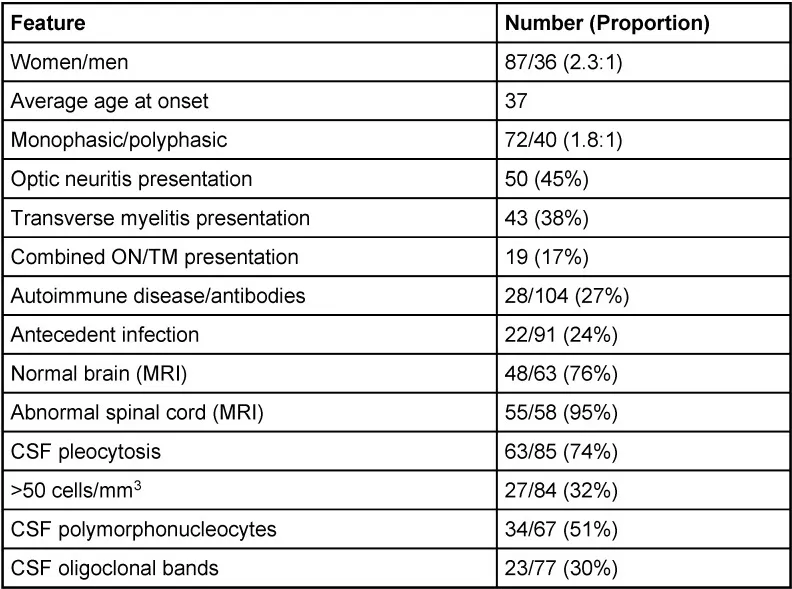 Feature Number (Proportion)
Women/men 87/36 (2.3:1)
Average age at onset 37
Monophasic/polyphasic 72/40 (1.8:1)
Optic neuritis presentation 50 (45%)
Transverse myelitis presentation 43 (38%)
Combined ON/TM presentation 19 (17%)
Autoimmune disease/antibodies 28/104 (27%)
Antecedent infection 22/91 (24%)
Normal brain (MRI) 48/63 (76%)
Abnormal spinal cord (MRI) 55/58 (95%)
CSF pleocytosis 63/85 (74%)
>50 cells/mm³ 27/84 (32%)
CSF polymorphonucleocytes 34/67 (51%)
CSF oligoclonal bands 23/77 (30%)